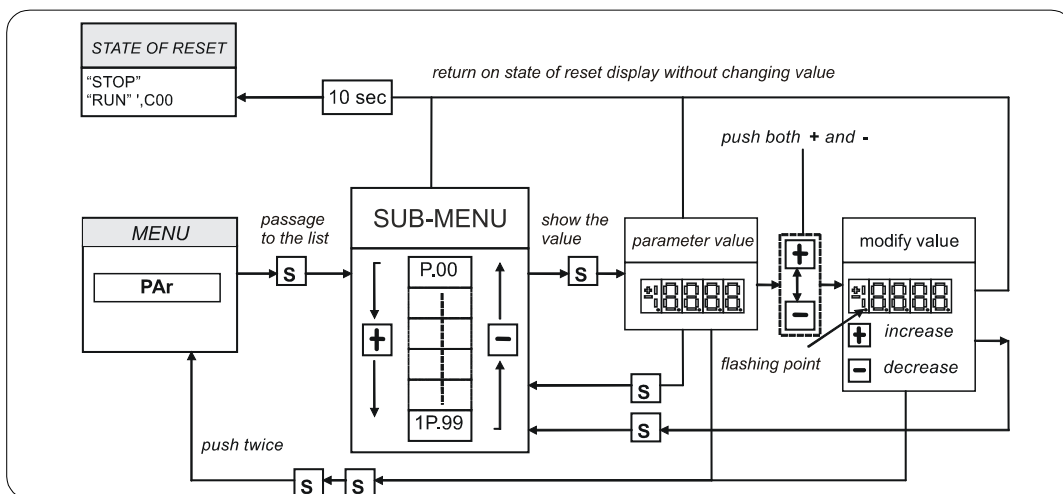 STATE OF RESET
“STOP”
“RUN” ',C00
10 sec
return on state of reset display without changing value
push both + and -
MENU
PAr
passage
to the list
S
SUB-MENU
P.00
1P.99
+
-
show the
value
S
parameter value
+
-
modify value
+ increase
- decrease
flashing point
S
S
push twice
S
S